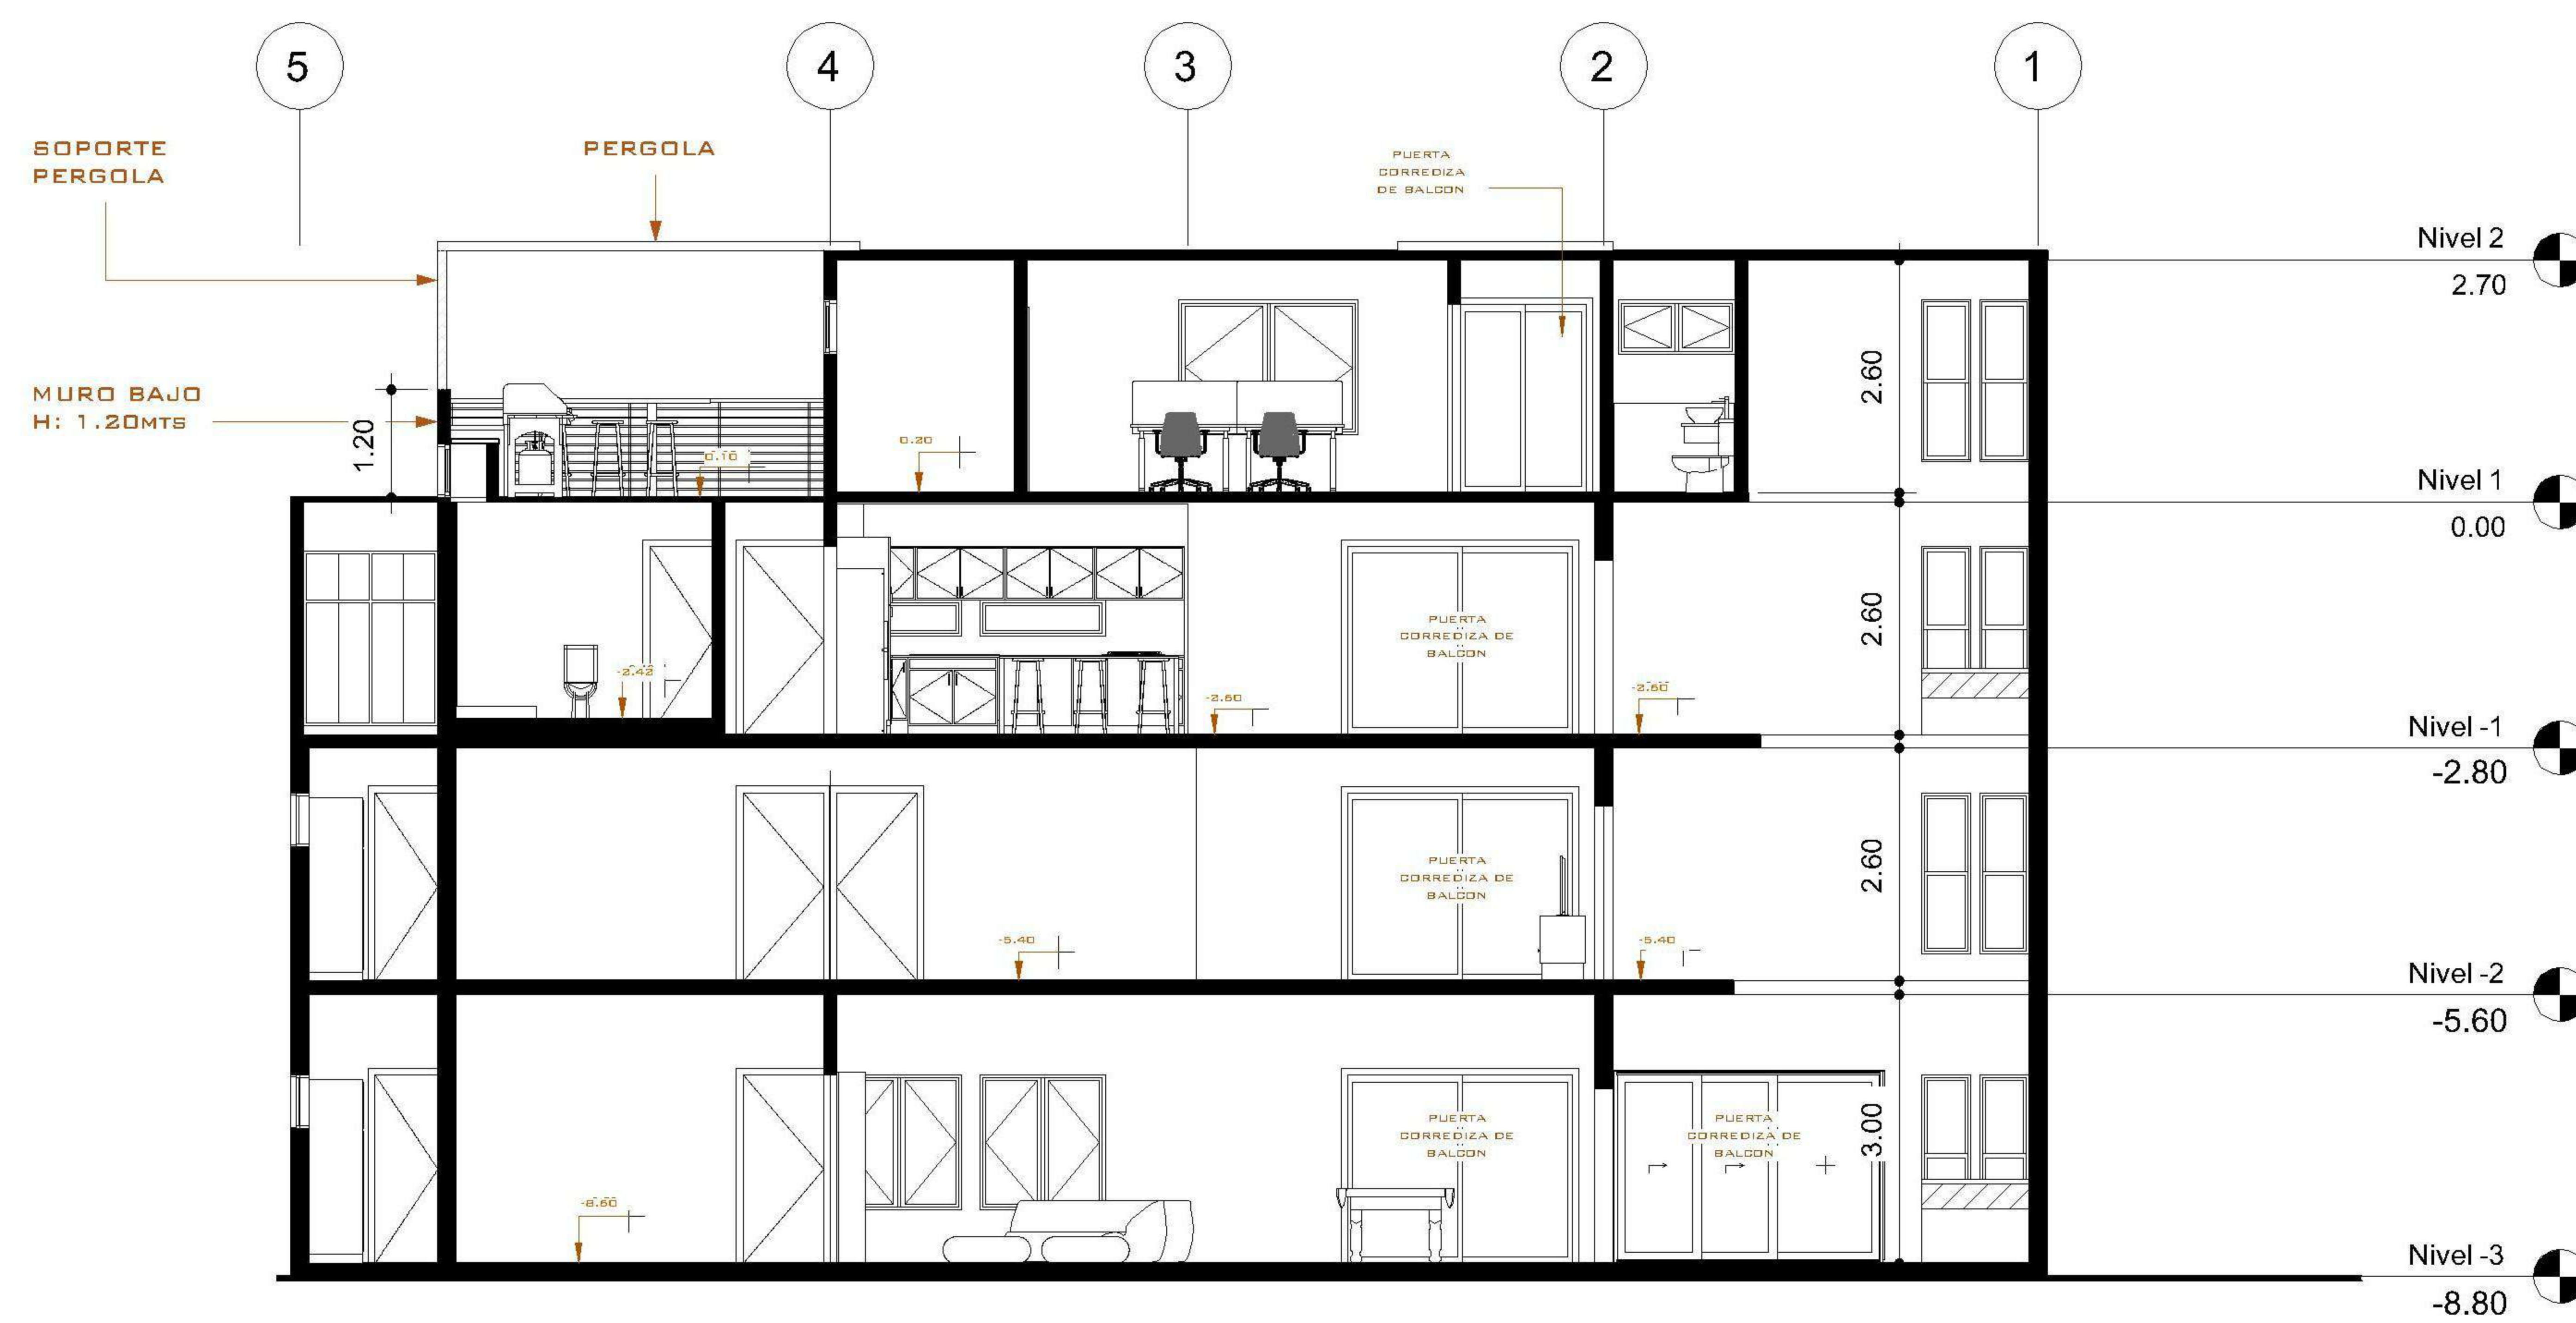 5
4
3
2
1
SOPORTE
PERGOLA
PERGOLA
PUERTA
CORREDIZA
DE BALCON
Nivel 2
2.70
MURO BAJO
H: 1.20MTS
1.20
0.20
0.10
2.60
Nivel 1
0.00
PUERTA
CORREDIZA DE
BALCON
-2.42
-2.60
-2.60
2.60
Nivel -1
-2.80
PUERTA
CORREDIZA DE
BALCON
-5.40
-5.40
2.60
Nivel -2
-5.60
PUERTA
CORREDIZA DE
BALCON
PUERTA
CORREDIZA DE
BALCON
3.00
-8.60
Nivel -3
-8.80